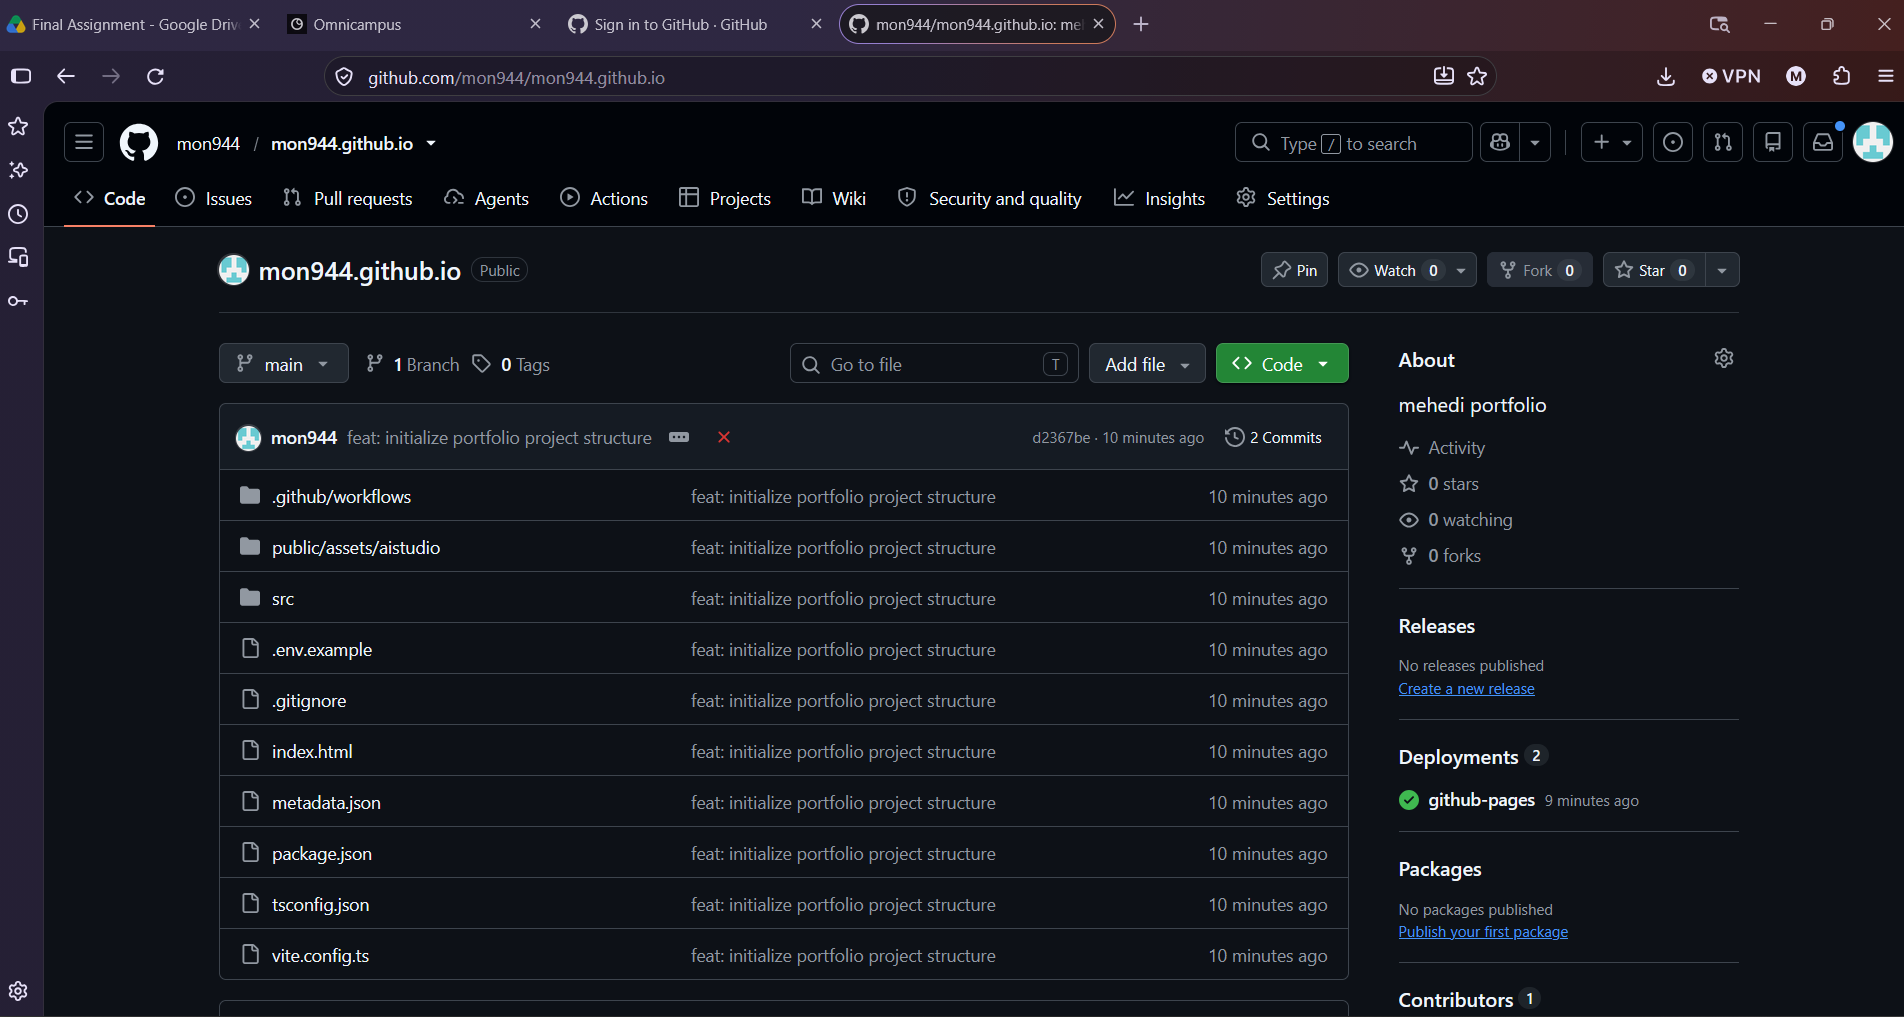 Final Assignment - Google Driv
Omnicampus
Sign in to GitHub · GitHub
mon944/mon944.github.io: me
github.com/mon944/mon944.github.io
VPN
M
mon944 / mon944.github.io
Type / to search
Code
Issues
Pull requests
Agents
Actions
Projects
Wiki
Security and quality
Insights
Settings
mon944.github.io Public
Pin
Watch 0
Fork 0
Star 0
main
1 Branch
0 Tags
Go to file T
Add file
Code
mon944 feat: initialize portfolio project structure
d2367be · 10 minutes ago
2 Commits
.github/workflows feat: initialize portfolio project structure 10 minutes ago
public/assets/aistudio feat: initialize portfolio project structure 10 minutes ago
src feat: initialize portfolio project structure 10 minutes ago
.env.example feat: initialize portfolio project structure 10 minutes ago
.gitignore feat: initialize portfolio project structure 10 minutes ago
index.html feat: initialize portfolio project structure 10 minutes ago
metadata.json feat: initialize portfolio project structure 10 minutes ago
package.json feat: initialize portfolio project structure 10 minutes ago
tsconfig.json feat: initialize portfolio project structure 10 minutes ago
vite.config.ts feat: initialize portfolio project structure 10 minutes ago
About
mehedi portfolio
Activity
0 stars
0 watching
0 forks
Releases
No releases published
Create a new release
Deployments 2
github-pages 9 minutes ago
Packages
No packages published
Publish your first package
Contributors 1